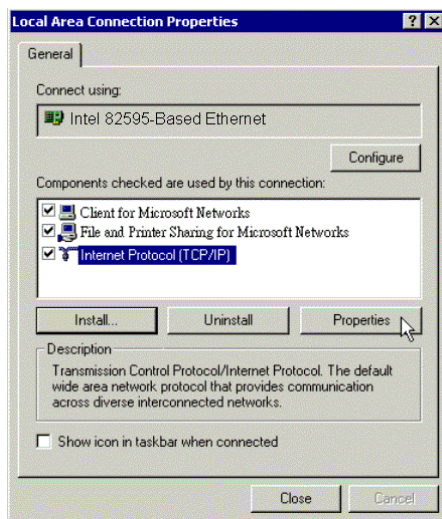 Local Area Connection Properties
General
Connect using:
Intel 82595-Based Ethernet
Configure
Components checked are used by this connection:
Client for Microsoft Networks
File and Printer Sharing for Microsoft Networks
Internet Protocol (TCP/IP)
Install... Uninstall Properties
Description
Transmission Control Protocol/Internet Protocol. The default
wide area network protocol that provides communication
across diverse interconnected networks.
Show icon in taskbar when connected
Close Cancel